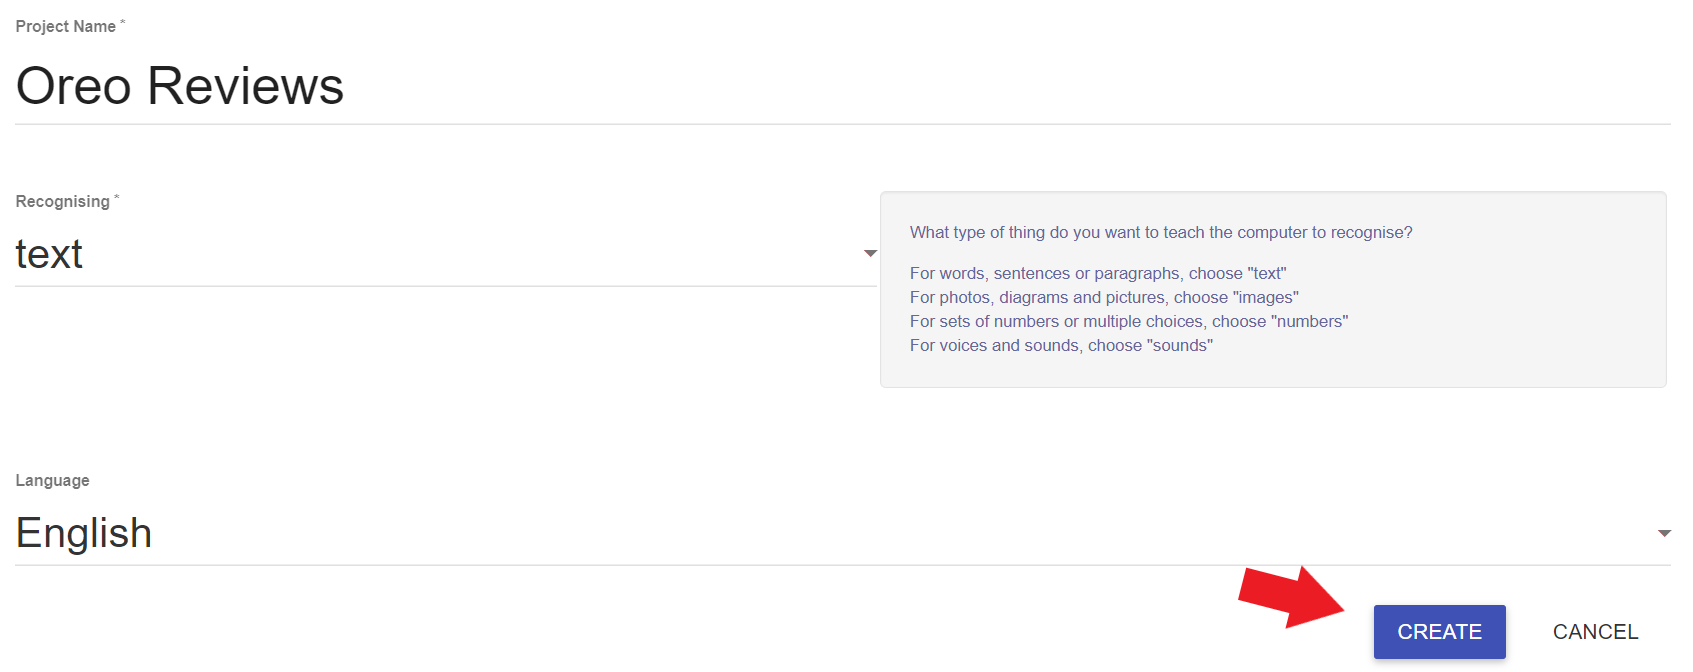 Project Name *
Oreo Reviews
Recognising *
text
What type of thing do you want to teach the computer to recognise?
For words, sentences or paragraphs, choose "text"
For photos, diagrams and pictures, choose "images"
For sets of numbers or multiple choices, choose "numbers"
For voices and sounds, choose "sounds"
Language
English
CREATE CANCEL